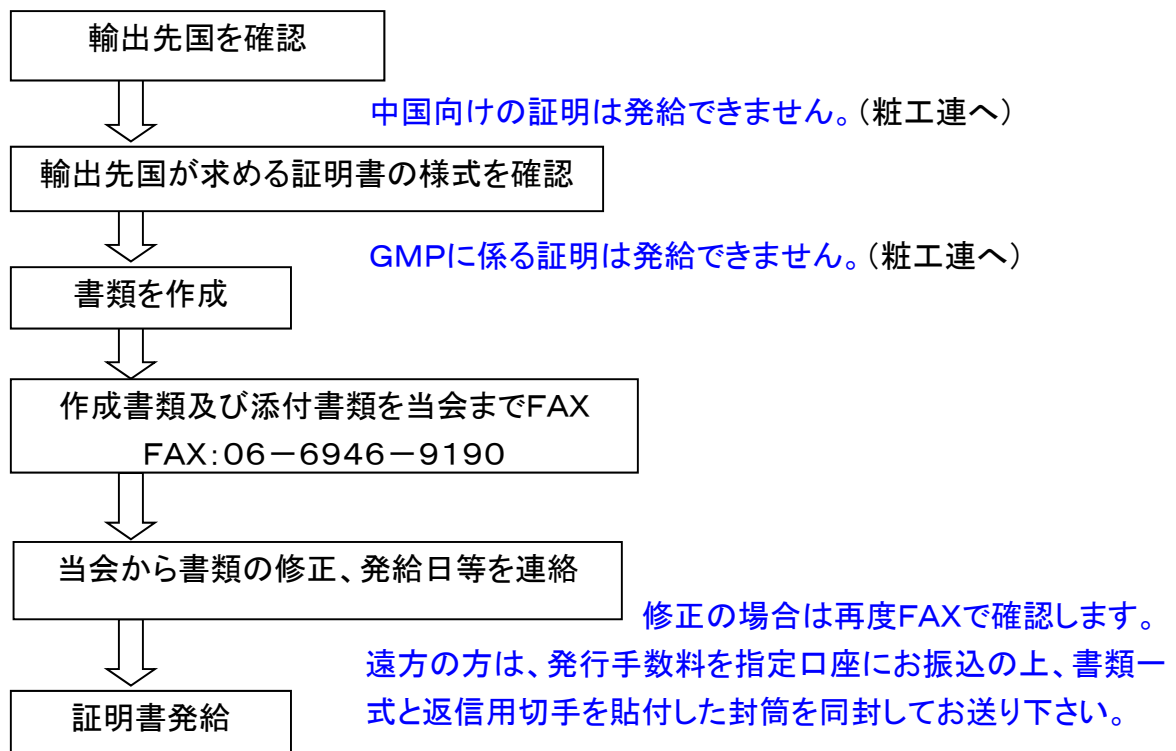 輸出先国を確認
中国向けの証明は発給できません。（粧工連へ）
輸出先国が求める証明書の様式を確認
ＧＭＰに係る証明は発給できません。（粧工連へ）
書類を作成
作成書類及び添付書類を当会までＦＡＸ
ＦＡＸ：０６－６９４６－９１９０
当会から書類の修正、発給日等を連絡
修正の場合は再度ＦＡＸで確認します。
遠方の方は、発行手数料を指定口座にお振込の上、書類一
式と返信用切手を貼付した封筒を同封してお送り下さい。
証明書発給